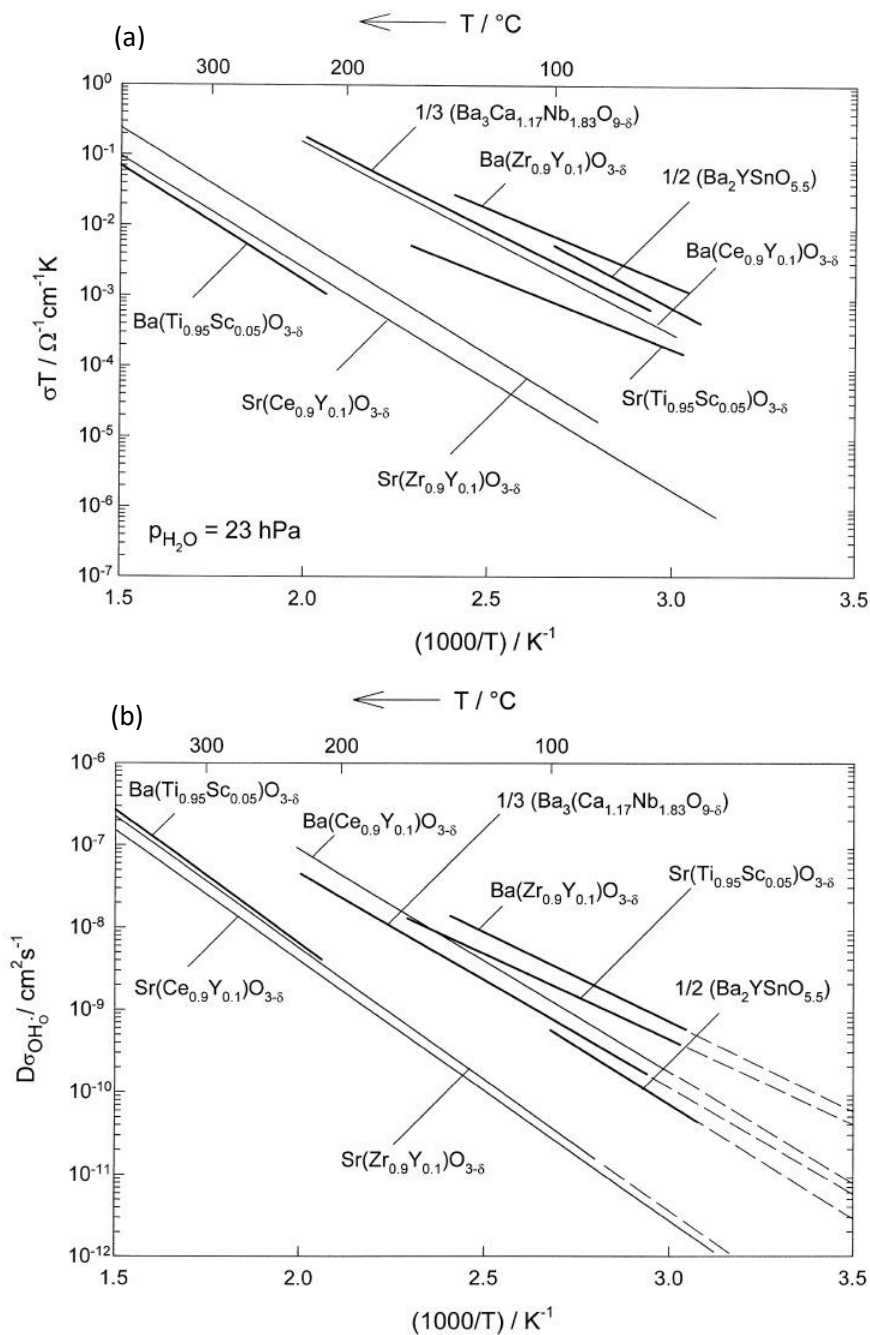 (a)
T / °C
300 200 100
10⁰
10⁻¹
10⁻²
10⁻³
10⁻⁴
10⁻⁵
10⁻⁶
10⁻⁷
σT / Ω⁻¹cm⁻¹K
1/3 (Ba₃Ca₁.₁₇Nb₁.₈₃O₉₋δ)
Ba(Zr₀.₉Y₀.₁)O₃₋δ
1/2 (Ba₂YSnO₅.₅)
Ba(Ce₀.₉Y₀.₁)O₃₋δ
Ba(Ti₀.₉₅Sc₀.₀₅)O₃₋δ
Sr(Ti₀.₉₅Sc₀.₀₅)O₃₋δ
Sr(Ce₀.₉Y₀.₁)O₃₋δ
Sr(Zr₀.₉Y₀.₁)O₃₋δ
p_H₂O = 23 hPa
1.5 2.0 2.5 3.0 3.5
(1000/T) / K⁻¹
(b)
T / °C
300 200 100
10⁻⁶
10⁻⁷
10⁻⁸
10⁻⁹
10⁻¹⁰
10⁻¹¹
10⁻¹²
Dσ_OH_O˙/ cm²s⁻¹
Ba(Ti₀.₉₅Sc₀.₀₅)O₃₋δ
1/3 (Ba₃(Ca₁.₁₇Nb₁.₈₃O₉₋δ)
Ba(Ce₀.₉Y₀.₁)O₃₋δ
Sr(Ti₀.₉₅Sc₀.₀₅)O₃₋δ
Ba(Zr₀.₉Y₀.₁)O₃₋δ
Sr(Ce₀.₉Y₀.₁)O₃₋δ
1/2 (Ba₂YSnO₅.₅)
Sr(Zr₀.₉Y₀.₁)O₃₋δ
1.5 2.0 2.5 3.0 3.5
(1000/T) / K⁻¹